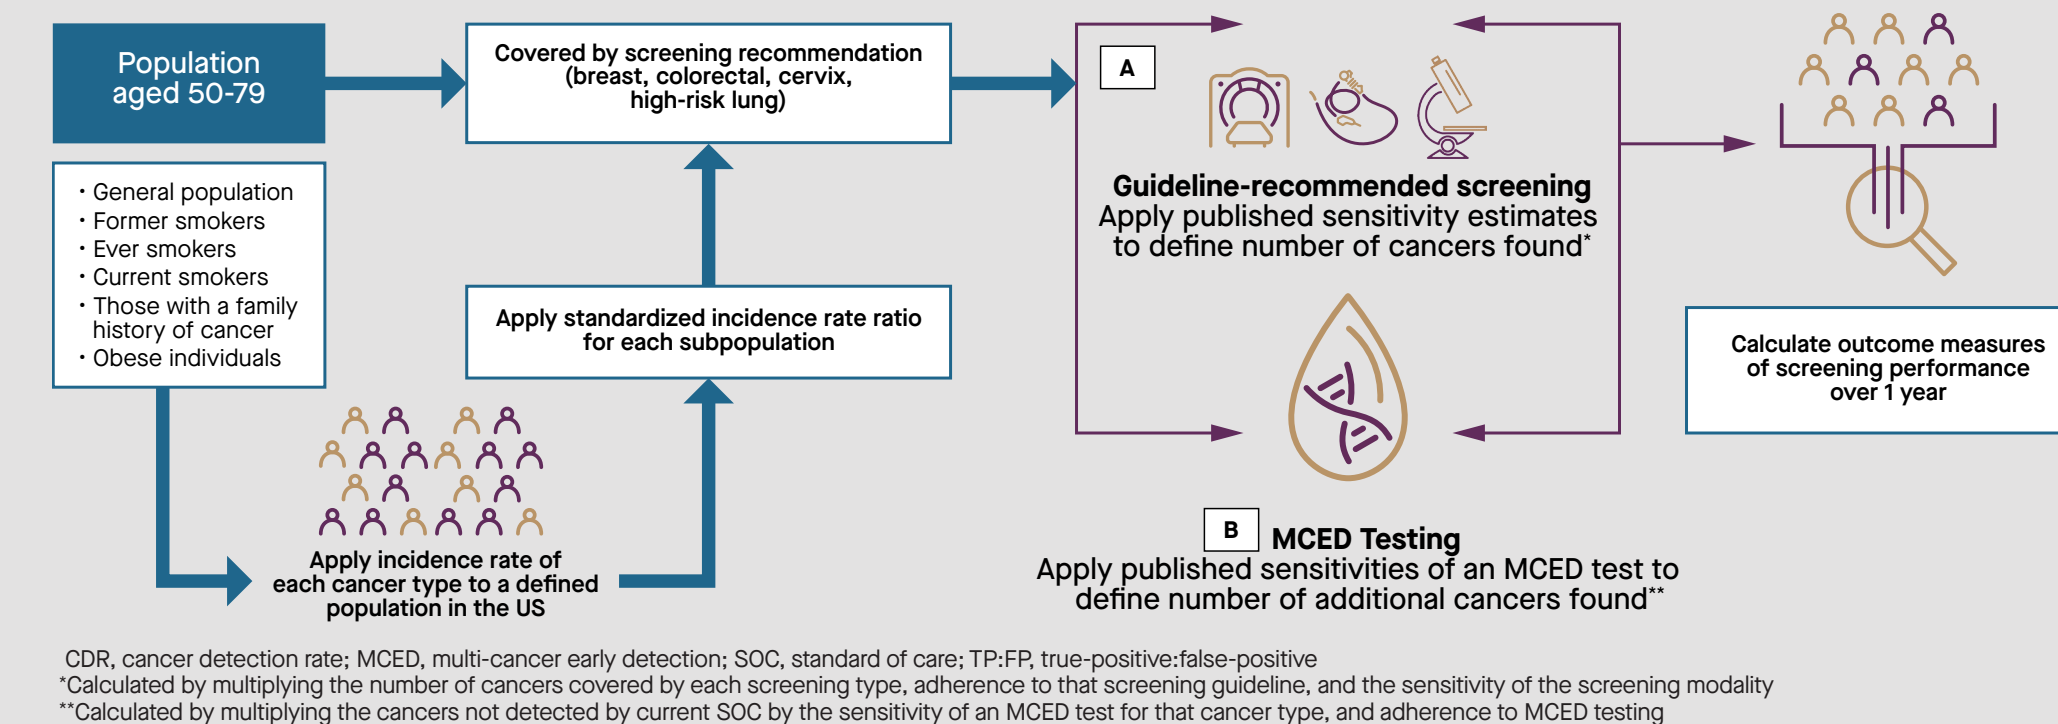 Population
aged 50-79
Covered by screening recommendation
(breast, colorectal, cervix,
high-risk lung)
· General population
· Former smokers
· Ever smokers
· Current smokers
· Those with a family
history of cancer
· Obese individuals
Apply incidence rate of
each cancer type to a defined
population in the US
Apply standardized incidence rate ratio
for each subpopulation
A
Guideline-recommended screening
Apply published sensitivity estimates
to define number of cancers found*
B
MCED Testing
Apply published sensitivities of an MCED test to
define number of additional cancers found**
Calculate outcome measures
of screening performance
over 1 year
CDR, cancer detection rate; MCED, multi-cancer early detection; SOC, standard of care; TP:FP, true-positive:false-positive
*Calculated by multiplying the number of cancers covered by each screening type, adherence to that screening guideline, and the sensitivity of the screening modality
**Calculated by multiplying the cancers not detected by current SOC by the sensitivity of an MCED test for that cancer type, and adherence to MCED testing